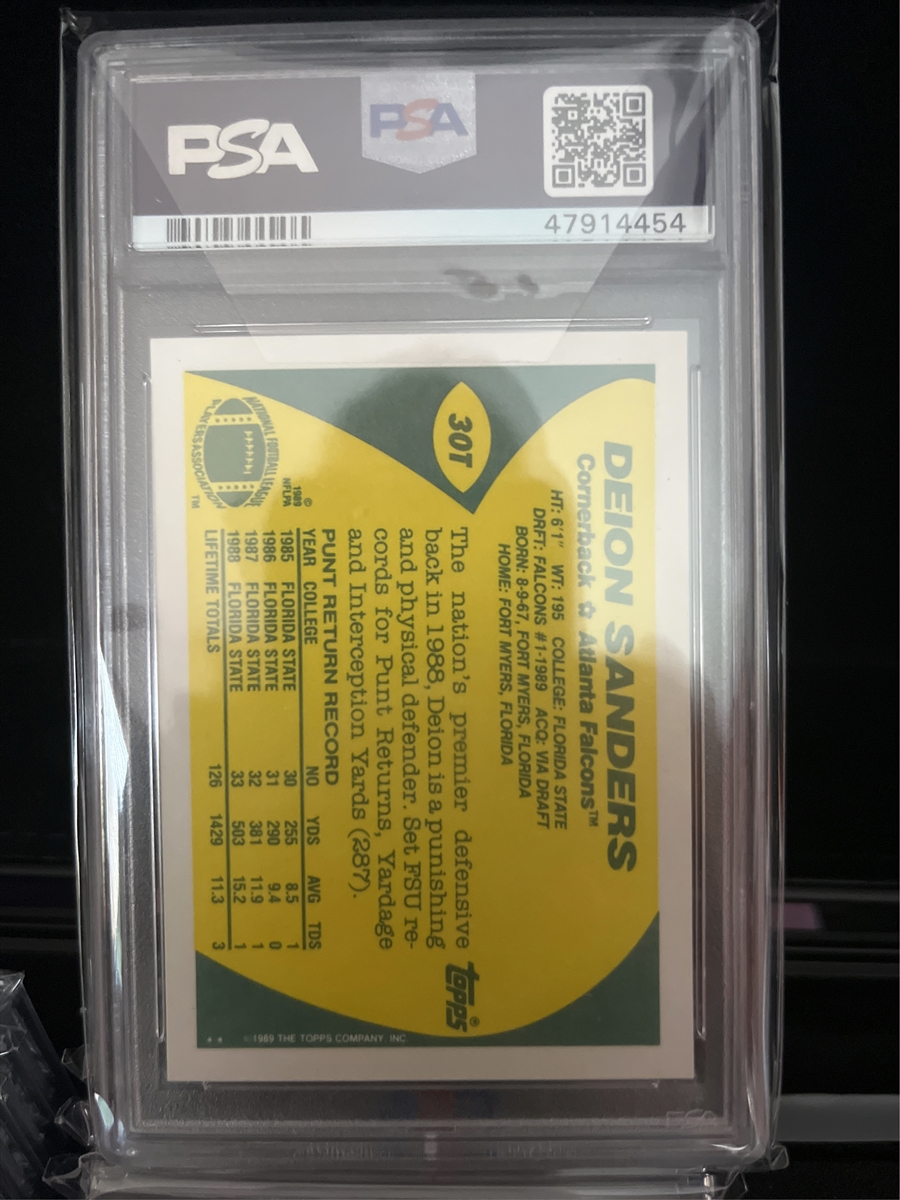 PSA
PSA
47914454
30T
DEION SANDERS
Cornerback ✩ Atlanta Falcons™
HT: 6'1" WT: 195 COLLEGE: FLORIDA STATE
DRFT: FALCONS #1-1989 ACQ: VIA DRAFT
BORN: 8-9-67, FORT MYERS, FLORIDA
HOME: FORT MYERS, FLORIDA
The nation's premier defensive
back in 1988, Deion is a punishing
and physical defender. Set FSU re-
cords for Punt Returns, Yardage
and Interception Yards (287).
PUNT RETURN RECORD
YEAR COLLEGE NO YDS AVG TDS
1985 FLORIDA STATE 30 255 8.5 1
1986 FLORIDA STATE 31 290 9.4 0
1987 FLORIDA STATE 32 381 11.9 1
1988 FLORIDA STATE 33 503 15.2 1
LIFETIME TOTALS 126 1429 11.3 3
NATIONAL FOOTBALL LEAGUE
PLAYERS ASSOCIATION
TM
©
1989
NFLPA
TOPPS®
** ©1989 THE TOPPS COMPANY, INC.
PSA